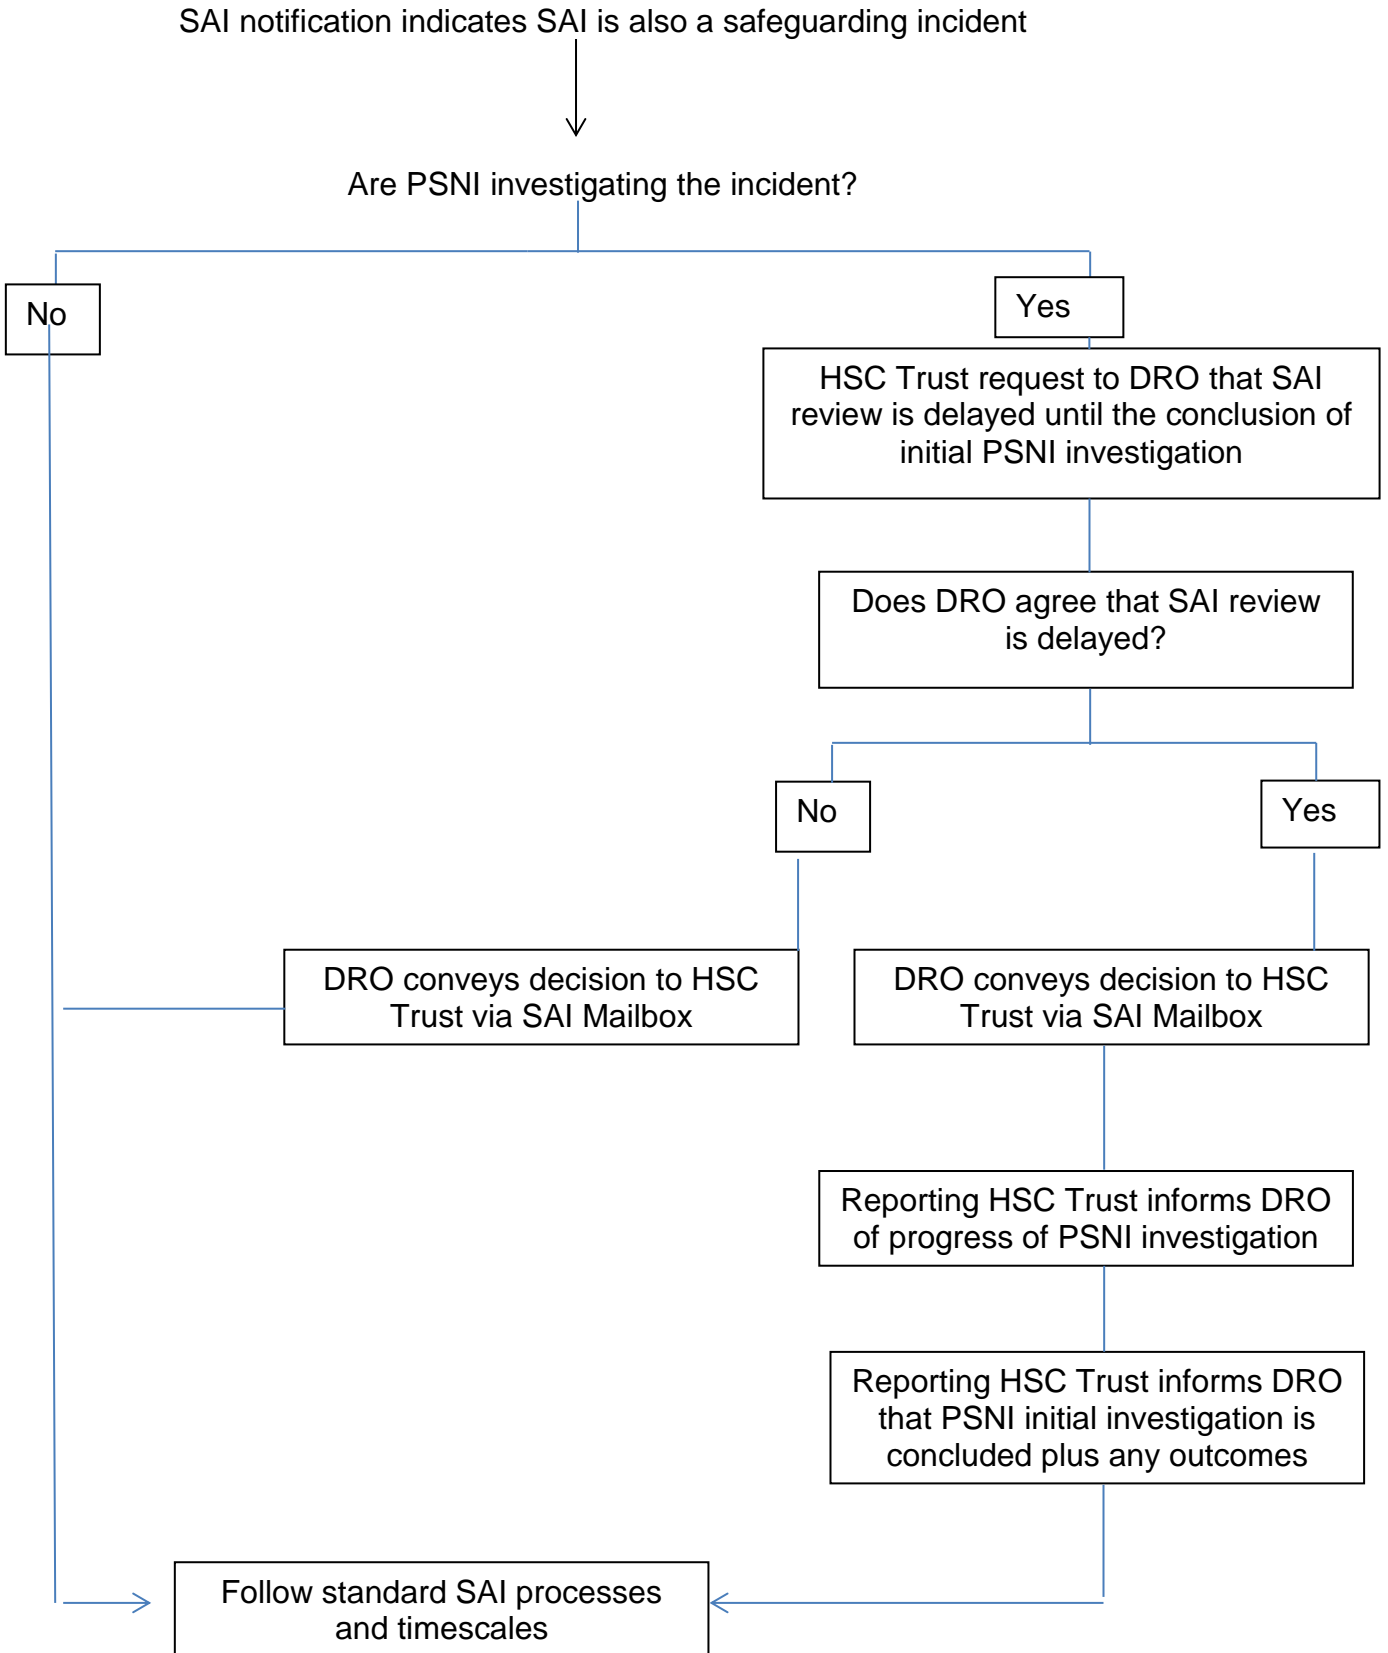 SAI notification indicates SAI is also a safeguarding incident
Are PSNI investigating the incident?
No
Yes
HSC Trust request to DRO that SAI
review is delayed until the conclusion of
initial PSNI investigation
Does DRO agree that SAI review
is delayed?
No
Yes
DRO conveys decision to HSC
Trust via SAI Mailbox
DRO conveys decision to HSC
Trust via SAI Mailbox
Reporting HSC Trust informs DRO
of progress of PSNI investigation
Reporting HSC Trust informs DRO
that PSNI initial investigation is
concluded plus any outcomes
Follow standard SAI processes
and timescales